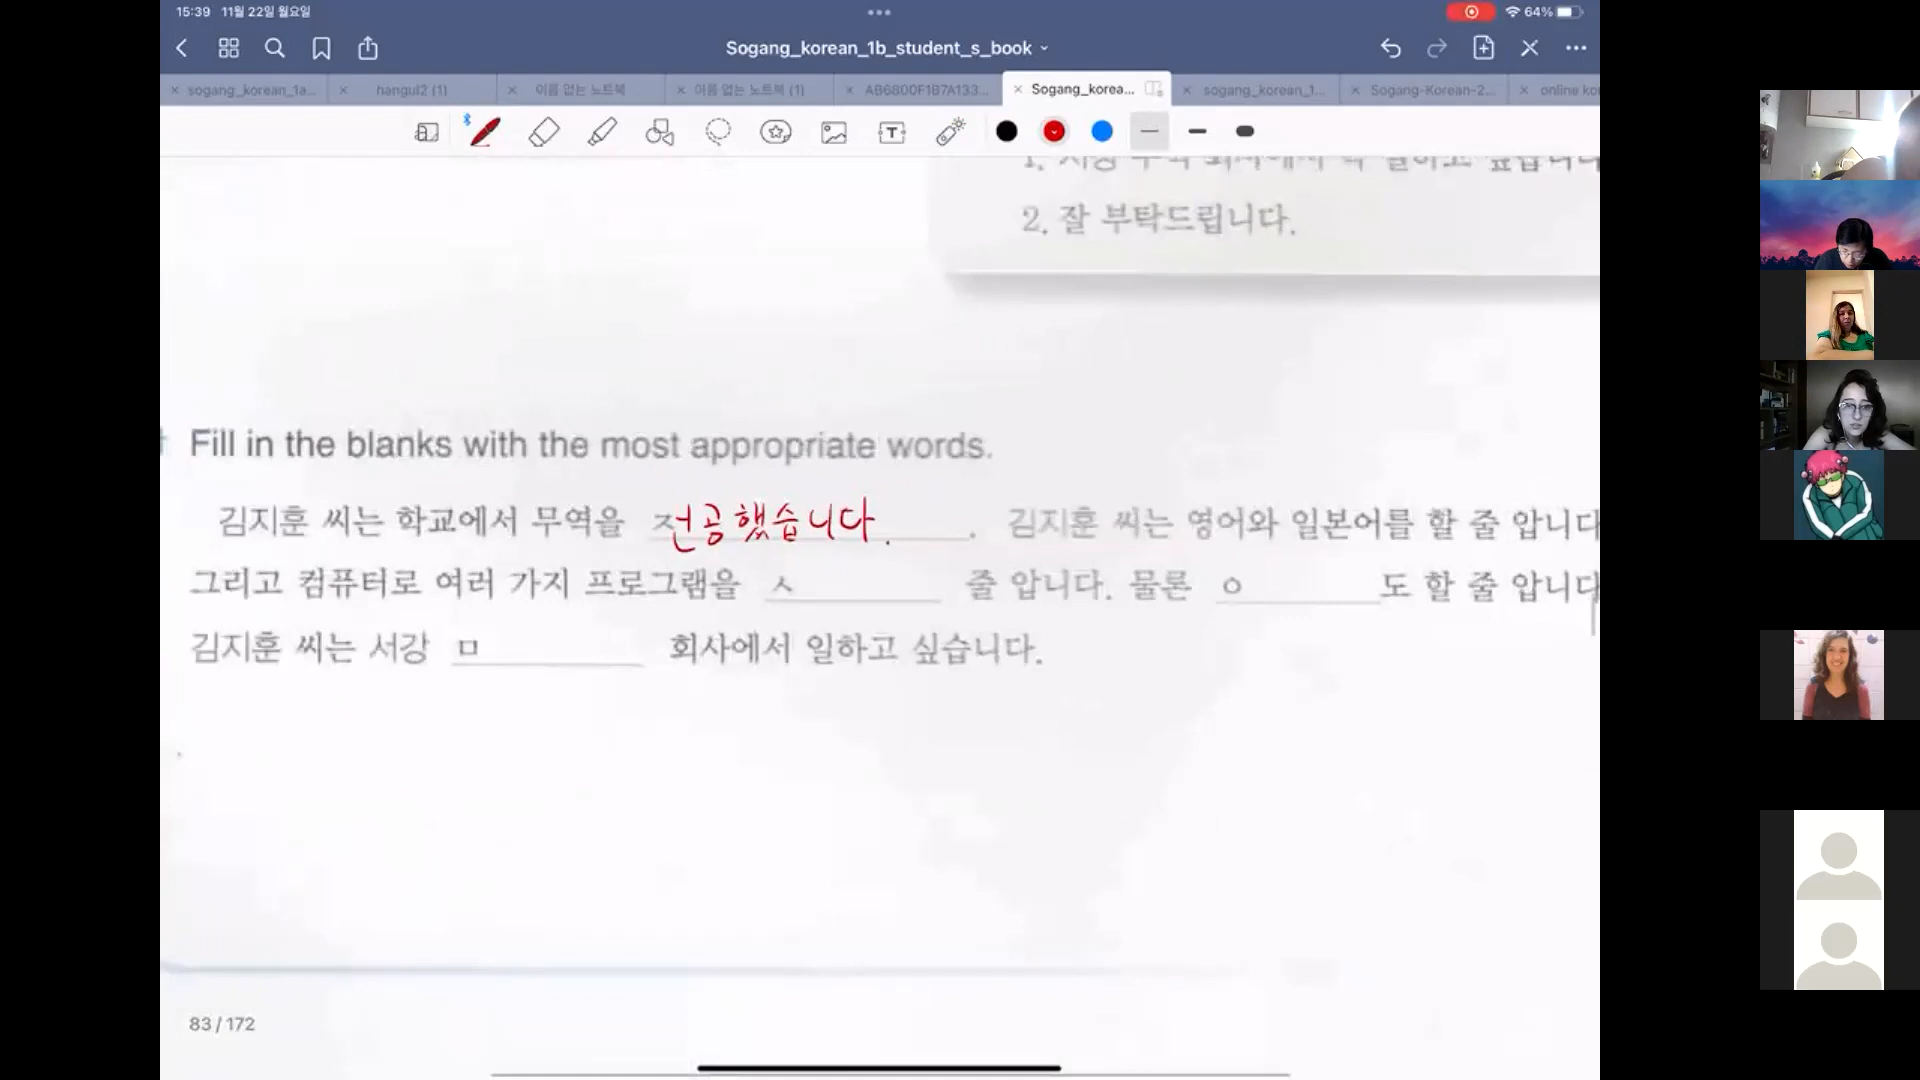 15:39 11월 22일 월요일
64%
Sogang_korean_1b_student_s_book
sogang_korean_1a... hangul2 (1) 이름 없는 노트북 이름 없는 노트북 (1) AB6800F1B7A133... Sogang_korea... sogang_korean_1... Sogang-Korean-2... online ko
2. 잘 부탁드립니다.
Fill in the blanks with the most appropriate words.
김지훈 씨는 학교에서 무역을 전공했습니다. . 김지훈 씨는 영어와 일본어를 할 줄 압니다
그리고 컴퓨터로 여러 가지 프로그램을 ㅅ 줄 압니다. 물론 ㅇ 도 할 줄 압니다
김지훈 씨는 서강 ㅁ 회사에서 일하고 싶습니다.
83 / 172